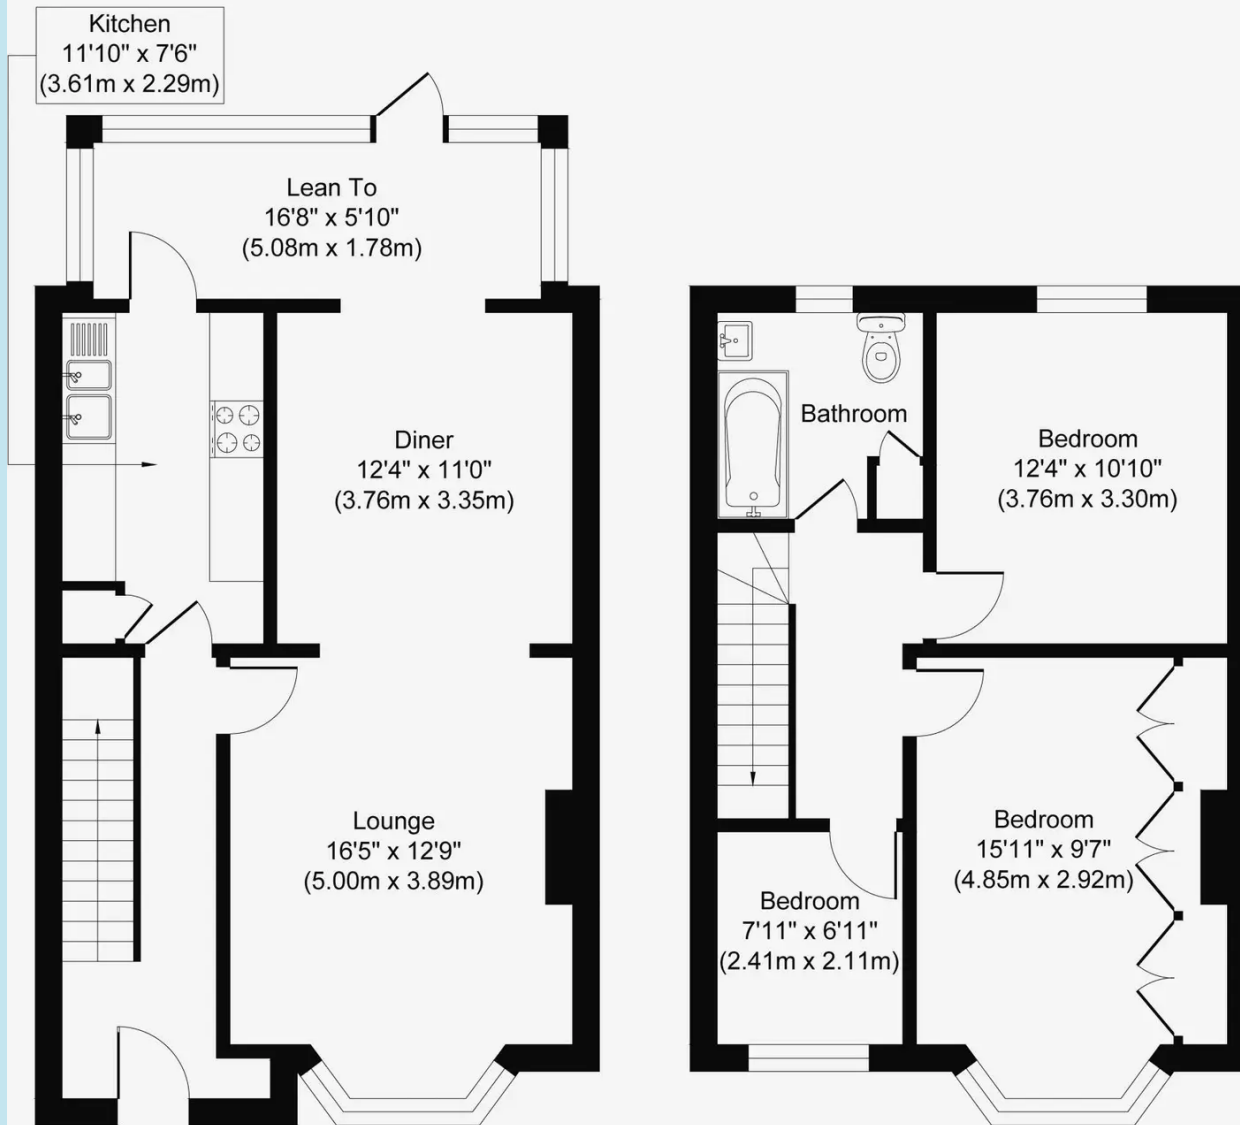 Kitchen
11'10" x 7'6"
(3.61m x 2.29m)
Lean To
16'8" x 5'10"
(5.08m x 1.78m)
Diner
12'4" x 11'0"
(3.76m x 3.35m)
Lounge
16'5" x 12'9"
(5.00m x 3.89m)
Bathroom
Bedroom
12'4" x 10'10"
(3.76m x 3.30m)
Bedroom
15'11" x 9'7"
(4.85m x 2.92m)
Bedroom
7'11" x 6'11"
(2.41m x 2.11m)